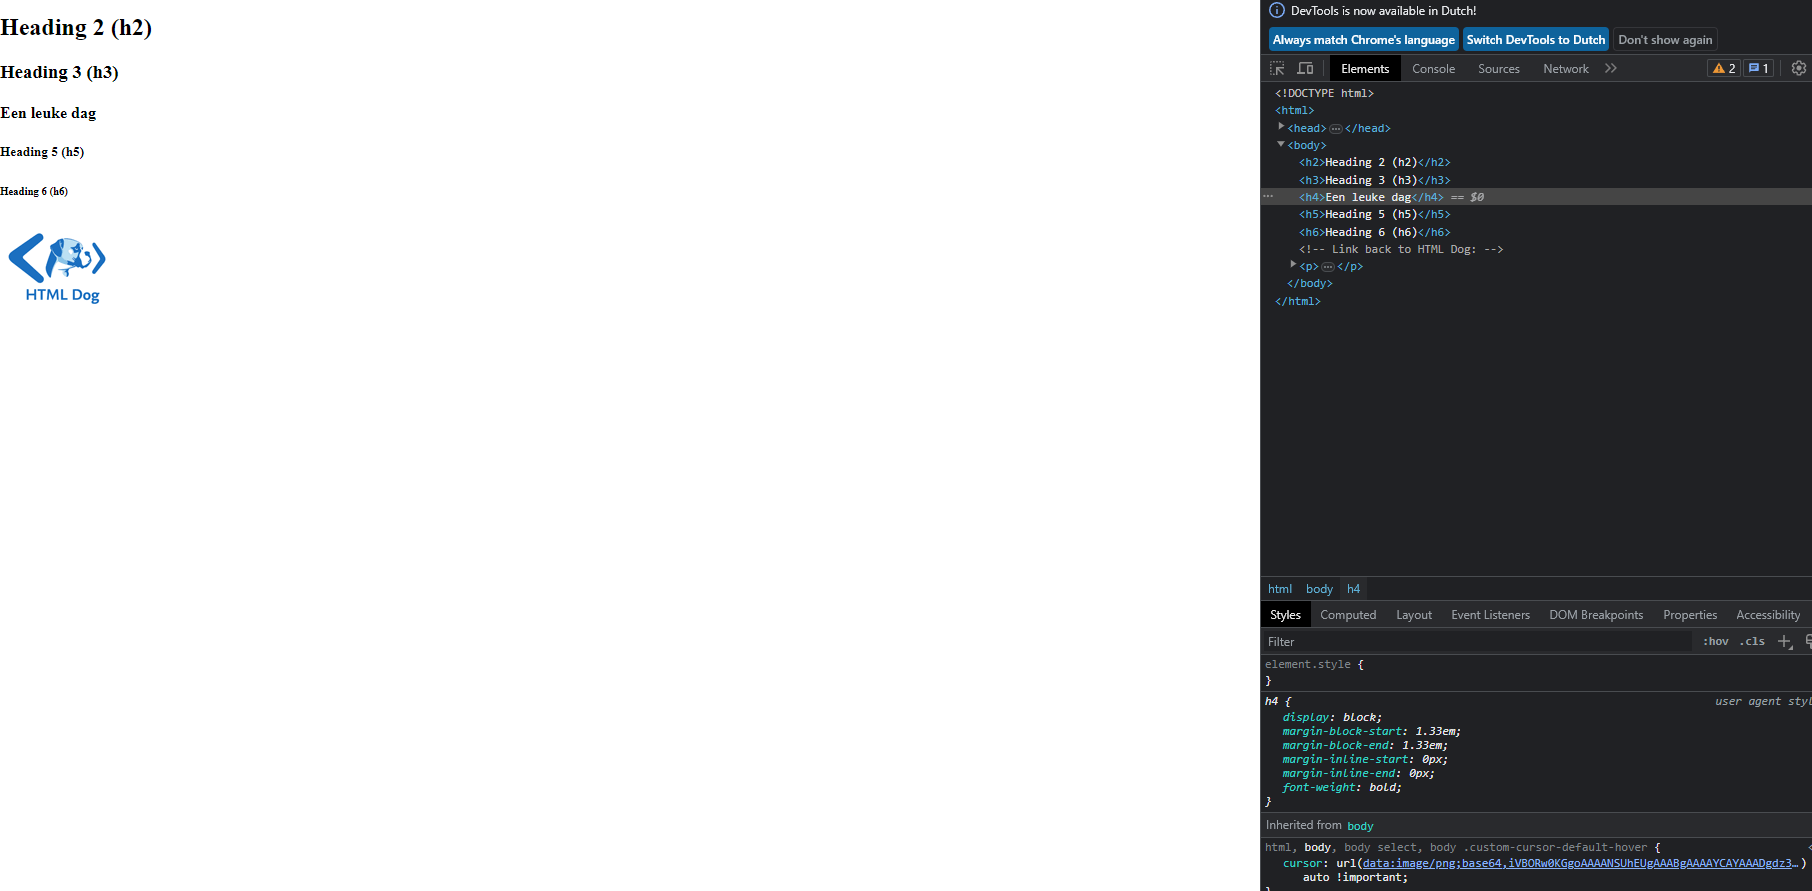 Heading 2 (h2)
Heading 3 (h3)
Een leuke dag
Heading 5 (h5)
Heading 6 (h6)
HTML Dog
DevTools is now available in Dutch!
Always match Chrome's language Switch DevTools to Dutch Don't show again
Elements Console Sources Network 2 1
<!DOCTYPE html>
<html>
<head> … </head>
<body>
<h2>Heading 2 (h2)</h2>
<h3>Heading 3 (h3)</h3>
<h4>Een leuke dag</h4> == $0
<h5>Heading 5 (h5)</h5>
<h6>Heading 6 (h6)</h6>
<!-- Link back to HTML Dog: -->
<p> … </p>
</body>
</html>
html body h4
Styles Computed Layout Event Listeners DOM Breakpoints Properties Accessibility
Filter :hov .cls
element.style {
}
h4 { user agent styl
display: block;
margin-block-start: 1.33em;
margin-block-end: 1.33em;
margin-inline-start: 0px;
margin-inline-end: 0px;
font-weight: bold;
}
Inherited from body
html, body, body select, body .custom-cursor-default-hover {
cursor: url(data:image/png;base64,iVBORw0KGgoAAAANSUhEUgAAABgAAAAYCAYAAADgdz3…)
auto !important;